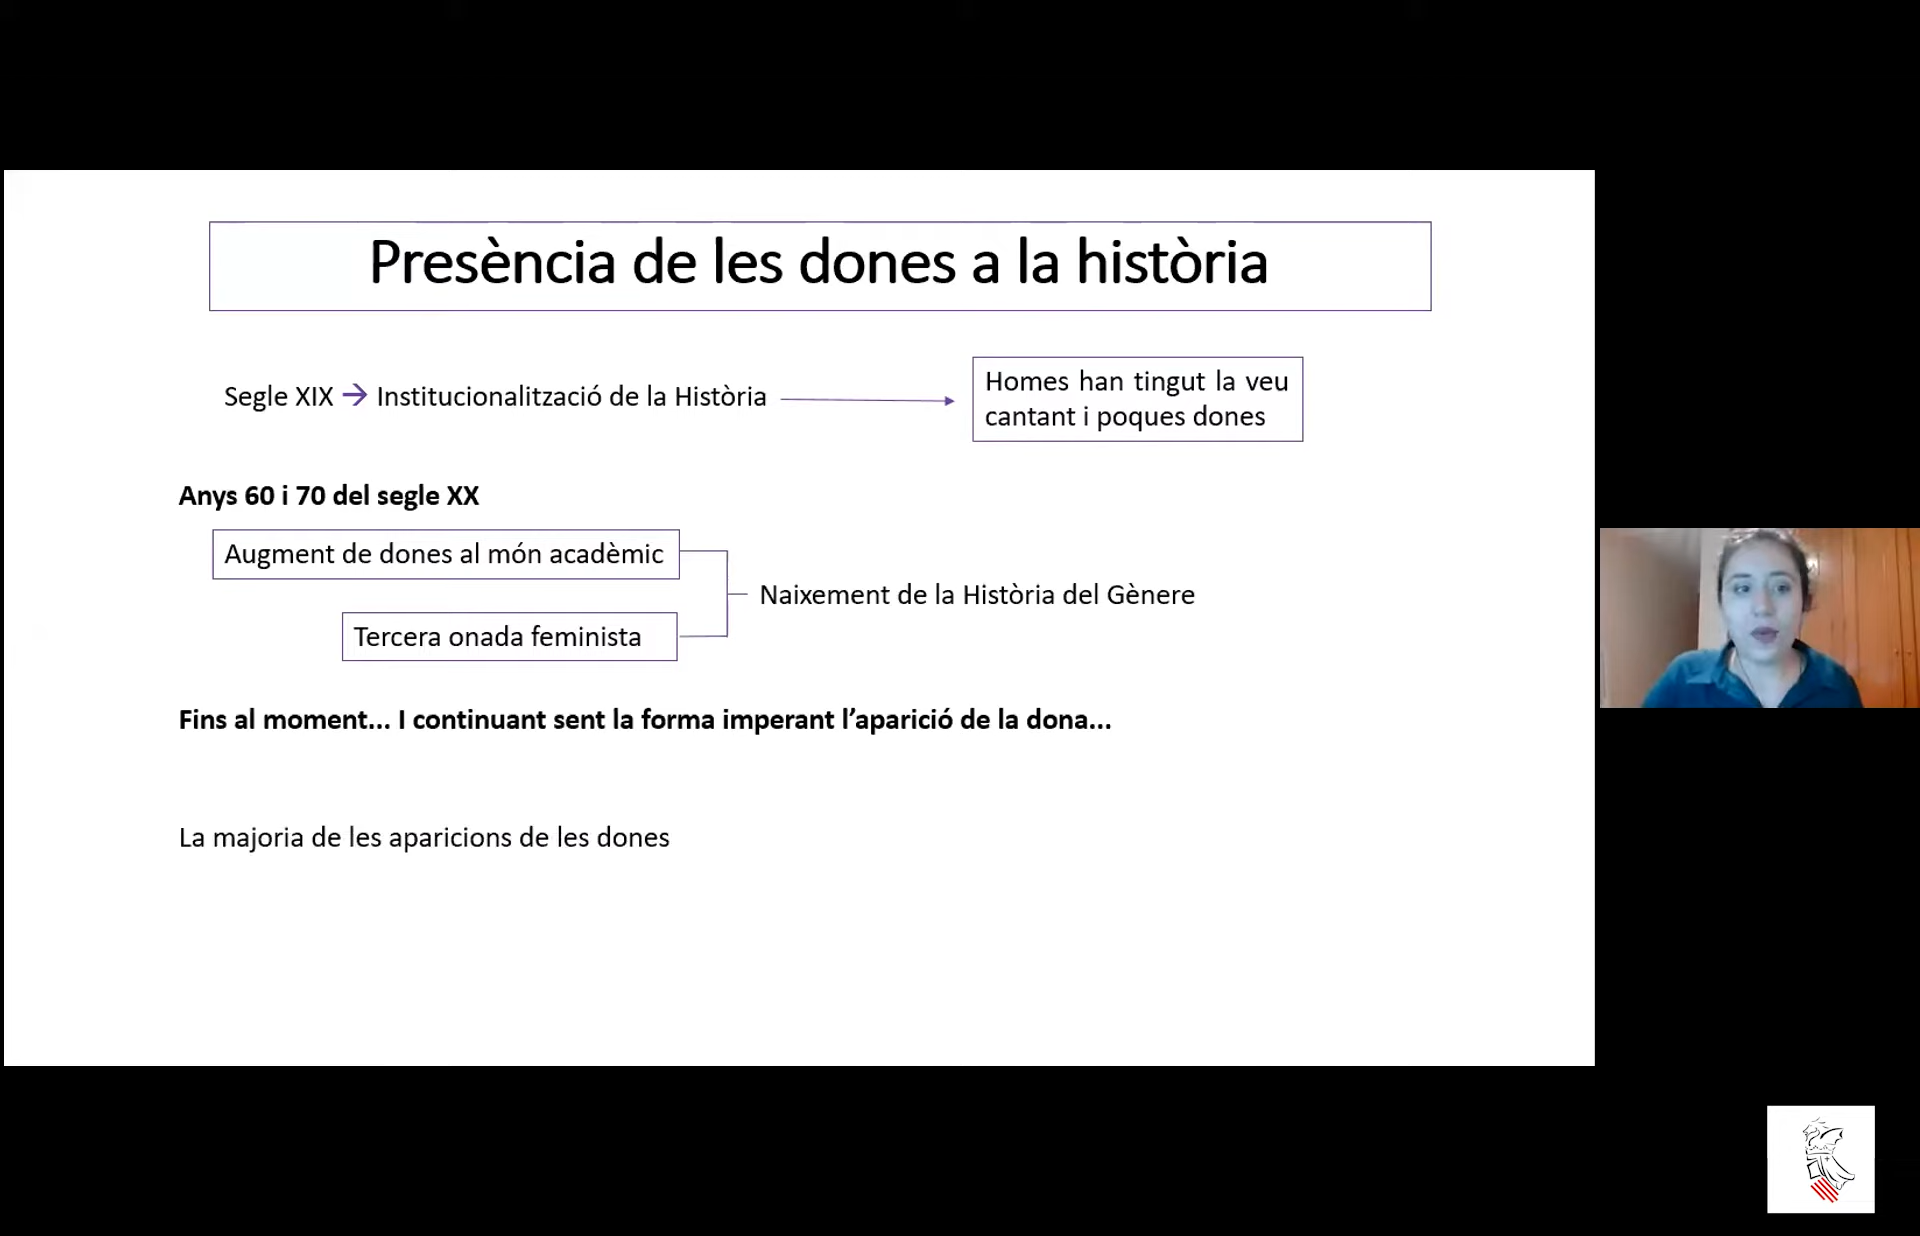 Presència de les dones a la història
Segle XIX → Institucionalització de la Història
Homes han tingut la veu
cantant i poques dones
Anys 60 i 70 del segle XX
Augment de dones al món acadèmic
Tercera onada feminista
Naixement de la Història del Gènere
Fins al moment... I continuant sent la forma imperant l’aparició de la dona...
La majoria de les aparicions de les dones